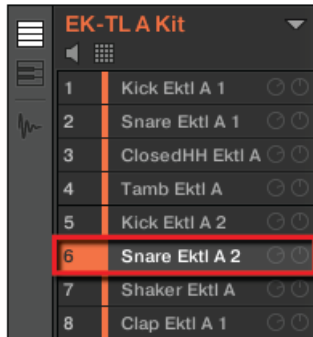 EK-TL A Kit
1 Kick Ektl A 1
2 Snare Ektl A 1
3 ClosedHH Ektl A
4 Tamb Ektl A
5 Kick Ektl A 2
6 Snare Ektl A 2
7 Shaker Ektl A
8 Clap Ektl A 1